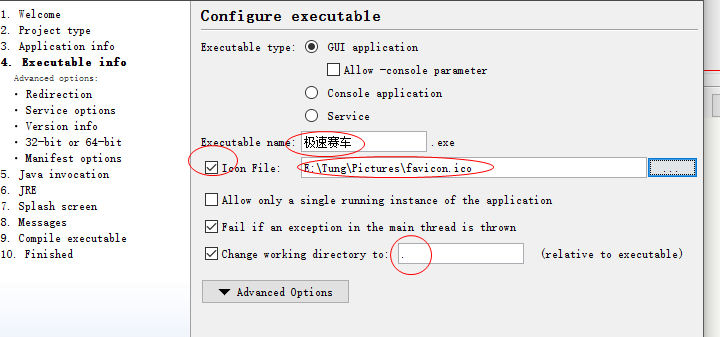 1. Welcome
2. Project type
3. Application info
4. Executable info
Advanced options:
• Redirection
• Service options
• Version info
• 32-bit or 64-bit
• Manifest options
5. Java invocation
6. JRE
7. Splash screen
8. Messages
9. Compile executable
10. Finished
Configure executable
Executable type: GUI application
Allow -console parameter
Console application
Service
Executable name: 极速赛车 .exe
Icon File: E:\Tung\Pictures\favicon.ico ...
Allow only a single running instance of the application
Fail if an exception in the main thread is thrown
Change working directory to: . (relative to executable)
Advanced Options